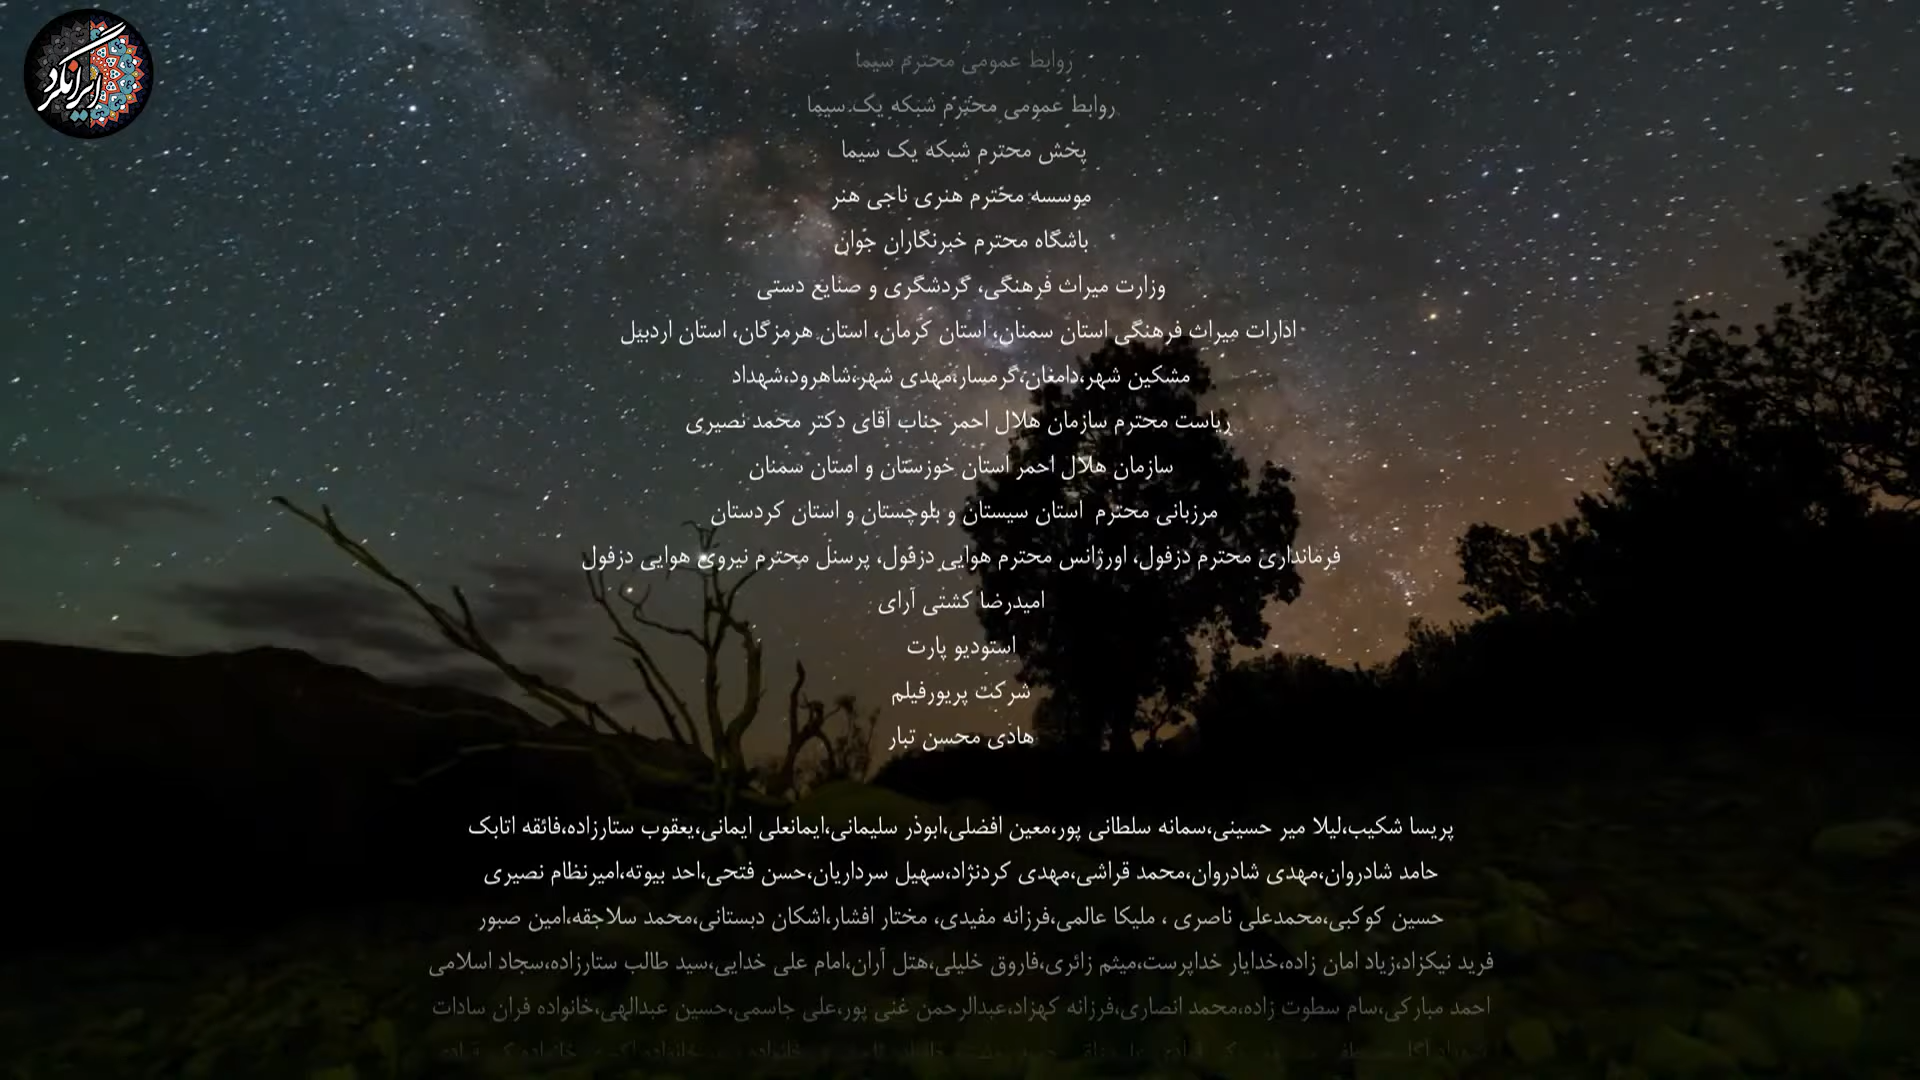 ایرانگرد
روابط عمومی محترم سیما
روابط عمومی محترم شبکه یک سیما
پخش محترم شبکه یک سیما
موسسه محترم هنری ناجی هنر
باشگاه محترم خبرنگاران جوان
وزارت میراث فرهنگی، گردشگری و صنایع دستی
ادارات میراث فرهنگی استان سمنان، استان کرمان، استان هرمزگان، استان اردبیل
مشکین شهر،دامغان،گرمسار،مهدی شهر،شاهرود،شهداد
ریاست محترم سازمان هلال احمر جناب آقای دکتر محمد نصیری
سازمان هلال احمر استان خوزستان و استان سمنان
مرزبانی محترم استان سیستان و بلوچستان و استان کردستان
فرمانداری محترم دزفول، اورژانس محترم هوایی دزفول، پرسنل محترم نیروی هوایی دزفول
امیدرضا کشتی آرای
استودیو پارت
شرکت پریورفیلم
هادی محسن تبار
پریسا شکیب،لیلا میر حسینی،سمانه سلطانی پور،معین افضلی،ابوذر سلیمانی،ایمانعلی ایمانی،یعقوب ستارزاده،فائقه اتابک
حامد شادروان،مهدی شادروان،محمد قراشی،مهدی کردنژاد،سهیل سرداریان،حسن فتحی،احد بیوته،امیرنظام نصیری
حسین کوکبی،محمدعلی ناصری ، ملیکا عالمی،فرزانه مفیدی، مختار افشار،اشکان دبستانی،محمد سلاجقه،امین صبور
فرید نیکزاد،زیاد امان زاده،خدایار خداپرست،میثم زائری،فاروق خلیلی،هتل آران،امام علی خدایی،سید طالب ستارزاده،سجاد اسلامی
احمد مبارکی،سام سطوت زاده،محمد انصاری،فرزانه کهزاد،عبدالرحمن غنی پور،علی جاسمی،حسین عبدالهی،خانواده فران سادات